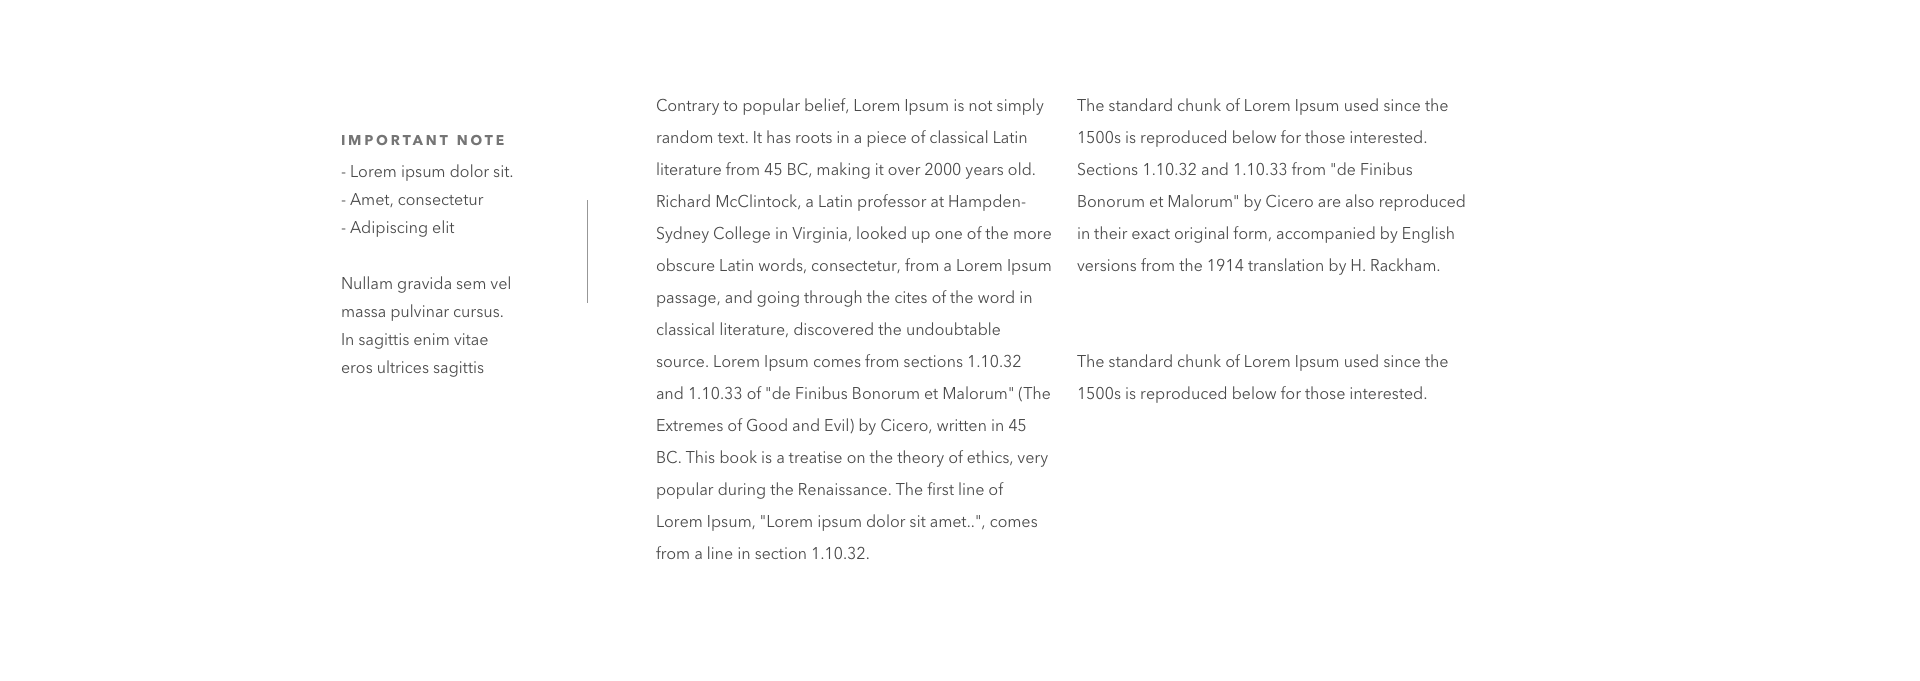 IMPORTANT NOTE
- Lorem ipsum dolor sit.
- Amet, consectetur
- Adipiscing elit
Nullam gravida sem vel
massa pulvinar cursus.
In sagittis enim vitae
eros ultrices sagittis
Contrary to popular belief, Lorem Ipsum is not simply
random text. It has roots in a piece of classical Latin
literature from 45 BC, making it over 2000 years old.
Richard McClintock, a Latin professor at Hampden-
Sydney College in Virginia, looked up one of the more
obscure Latin words, consectetur, from a Lorem Ipsum
passage, and going through the cites of the word in
classical literature, discovered the undoubtable
source. Lorem Ipsum comes from sections 1.10.32
and 1.10.33 of "de Finibus Bonorum et Malorum" (The
Extremes of Good and Evil) by Cicero, written in 45
BC. This book is a treatise on the theory of ethics, very
popular during the Renaissance. The first line of
Lorem Ipsum, "Lorem ipsum dolor sit amet..", comes
from a line in section 1.10.32.
The standard chunk of Lorem Ipsum used since the
1500s is reproduced below for those interested.
Sections 1.10.32 and 1.10.33 from "de Finibus
Bonorum et Malorum" by Cicero are also reproduced
in their exact original form, accompanied by English
versions from the 1914 translation by H. Rackham.
The standard chunk of Lorem Ipsum used since the
1500s is reproduced below for those interested.